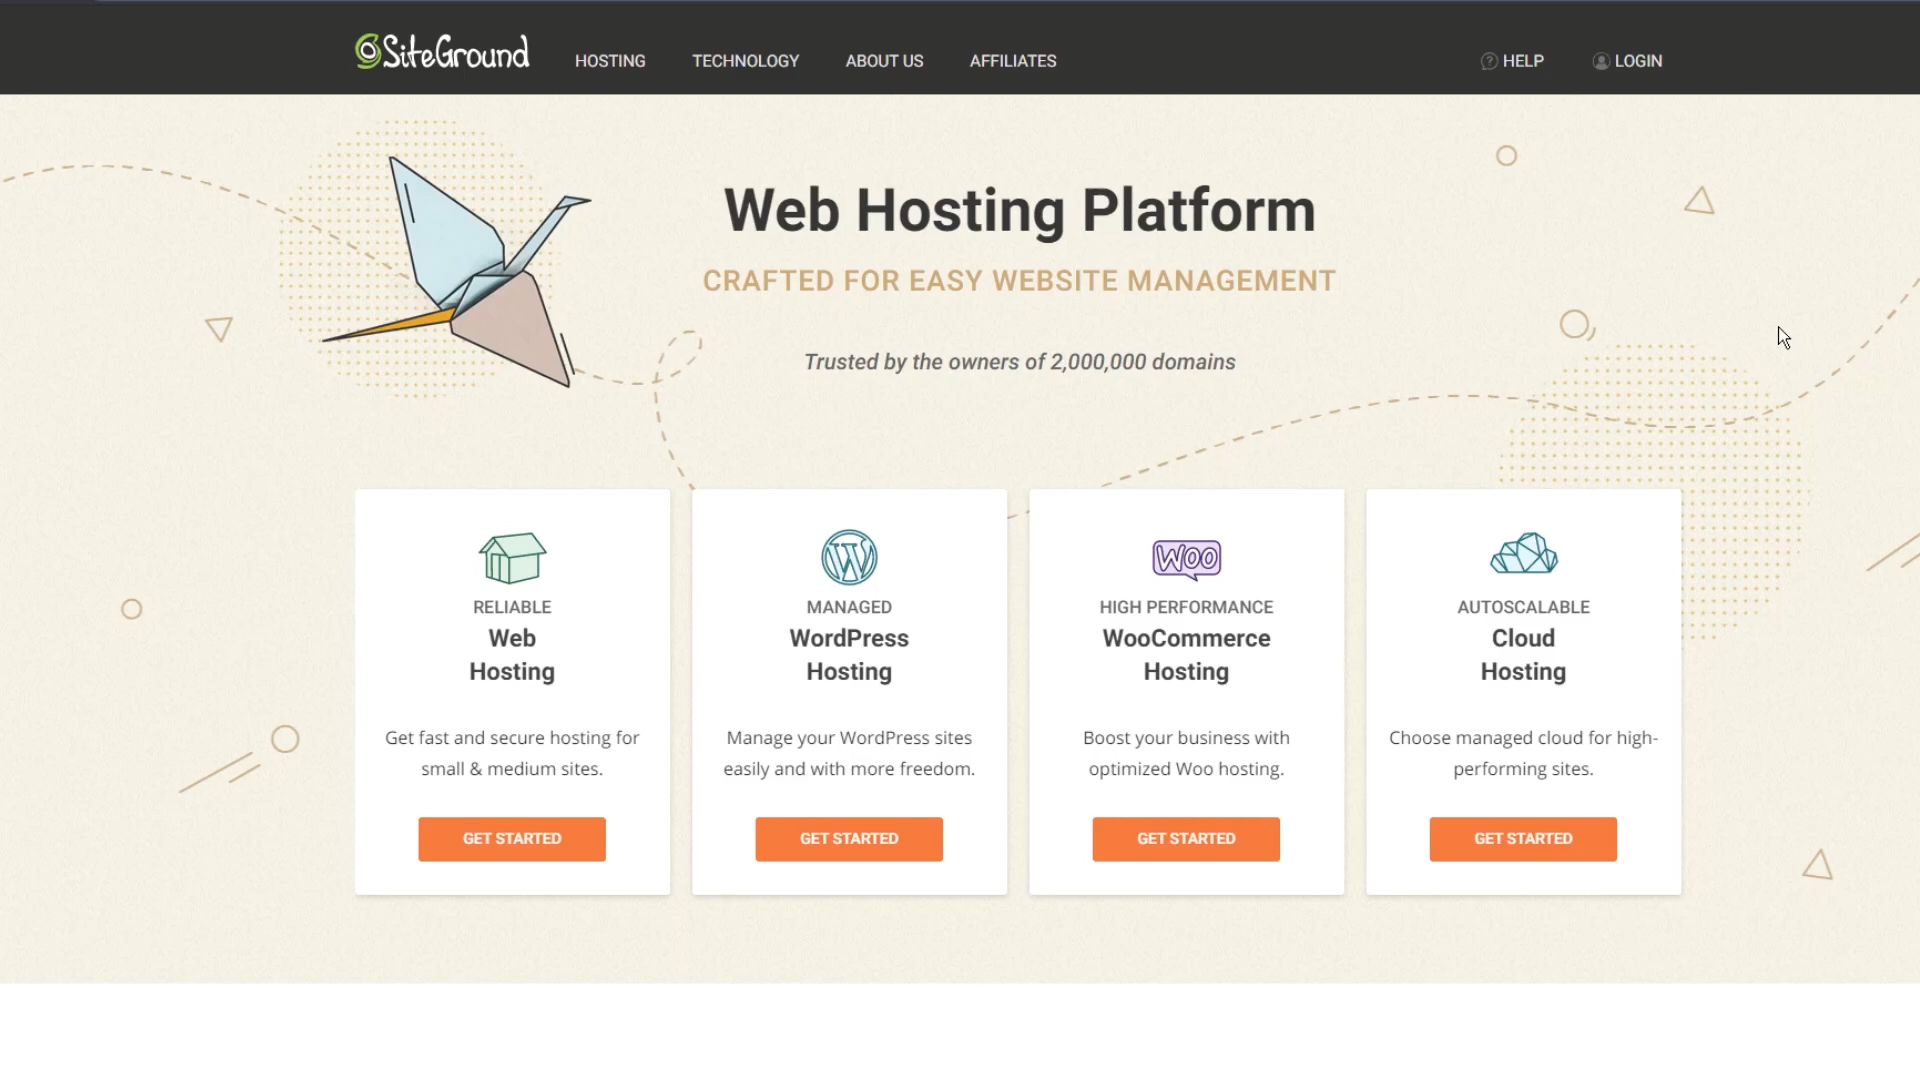 SiteGround
HOSTING
TECHNOLOGY
ABOUT US
AFFILIATES
HELP
LOGIN
Web Hosting Platform
CRAFTED FOR EASY WEBSITE MANAGEMENT
Trusted by the owners of 2,000,000 domains
RELIABLE
Web
Hosting
Get fast and secure hosting for
small & medium sites.
GET STARTED
MANAGED
WordPress
Hosting
Manage your WordPress sites
easily and with more freedom.
GET STARTED
WOO
HIGH PERFORMANCE
WooCommerce
Hosting
Boost your business with
optimized Woo hosting.
GET STARTED
AUTOSCALABLE
Cloud
Hosting
Choose managed cloud for high-
performing sites.
GET STARTED